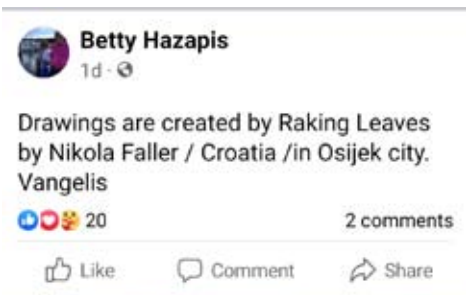 Betty Hazapis
1d ·
Drawings are created by Raking Leaves
by Nikola Faller / Croatia /in Osijek city.
Vangelis
20 2 comments
Like Comment Share